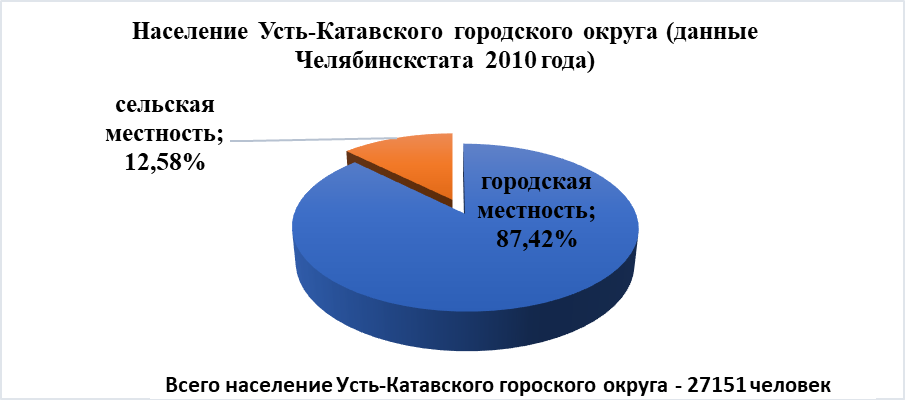 Население Усть-Катавского городского округа (данные
Челябинскстата 2010 года)
сельская
местность;
12,58%
городская
местность;
87,42%
Всего население Усть-Катавского гороского округа - 27151 человек